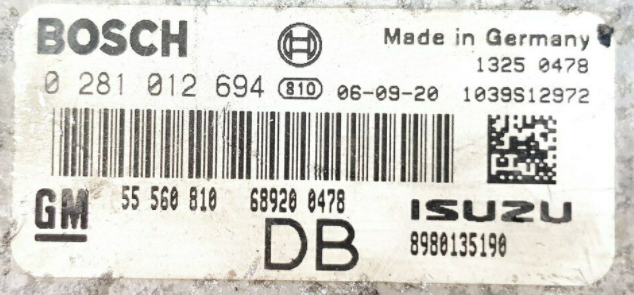 BOSCH Made in Germany
1325 0478
0 281 012 694 810 06-09-20 1039S12972
GM 55 560 810 68920 0478 ISUZU
DB 8980135190